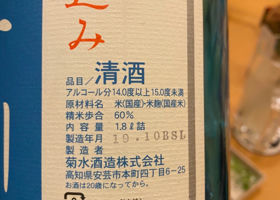 込み
品目/清酒
アルコール分14.0度以上15.0度未満
原材料名 米(国産)・米麹(国産米)
精米歩合 60%
内容量 1.8ℓ詰
製造年月 19.10BSL
製造者
菊水酒造株式会社
高知県安芸市本町四丁目6-25
お酒は20歳になってから。